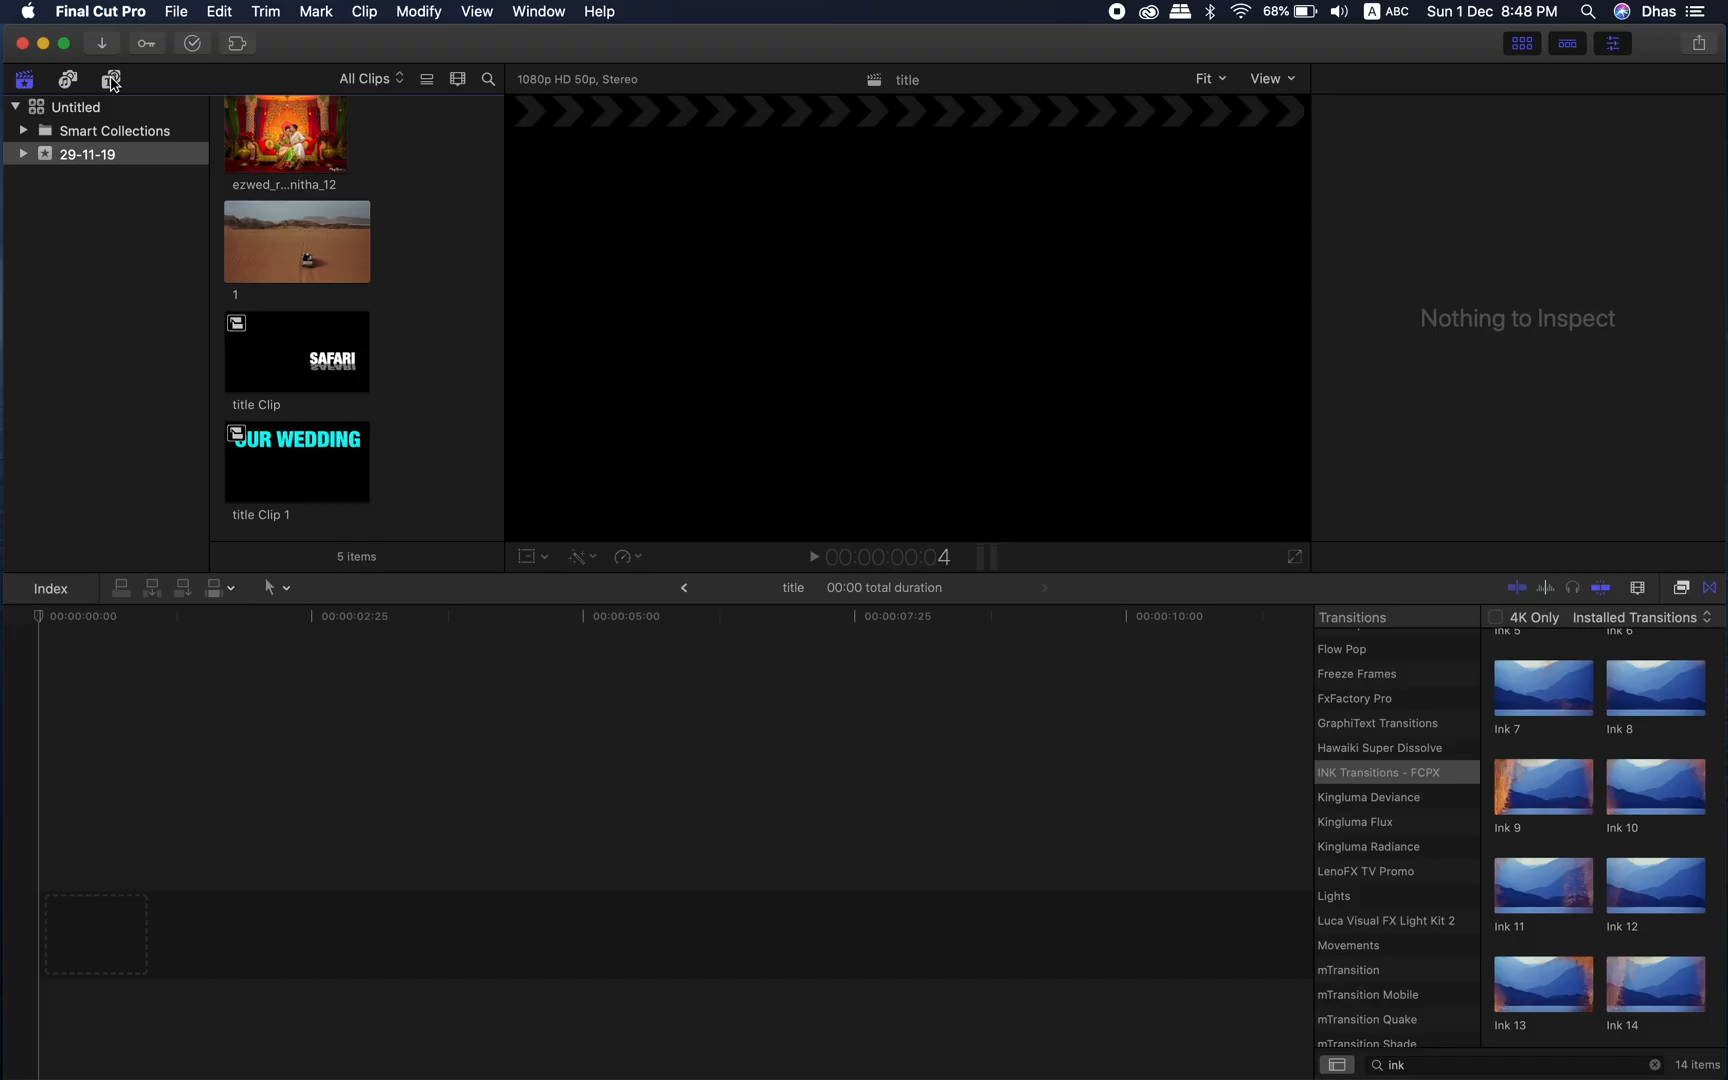 Final Cut Pro File Edit Trim Mark Clip Modify View Window Help 68% A ABC Sun 1 Dec 8:48 PM Dhas
All Clips 1080p HD 50p, Stereo title Fit View
Untitled
Smart Collections
29-11-19
ezwed_r...nitha_12
1
SAFARI
title Clip
OUR WEDDING
title Clip 1
5 items
Nothing to Inspect
00:00:00:04
Index title 00:00 total duration
00:00:00:00 00:00:02:25 00:00:05:00 00:00:07:25 00:00:10:00
Transitions 4K Only Installed Transitions
Flow Pop
Freeze Frames
FxFactory Pro
GraphiText Transitions
Hawaiki Super Dissolve
INK Transitions - FCPX
Kingluma Deviance
Kingluma Flux
Kingluma Radiance
LenoFX TV Promo
Lights
Luca Visual FX Light Kit 2
Movements
mTransition
mTransition Mobile
mTransition Quake
mTransition Shade
Ink 5 Ink 6
Ink 7 Ink 8
Ink 9 Ink 10
Ink 11 Ink 12
Ink 13 Ink 14
ink 14 items